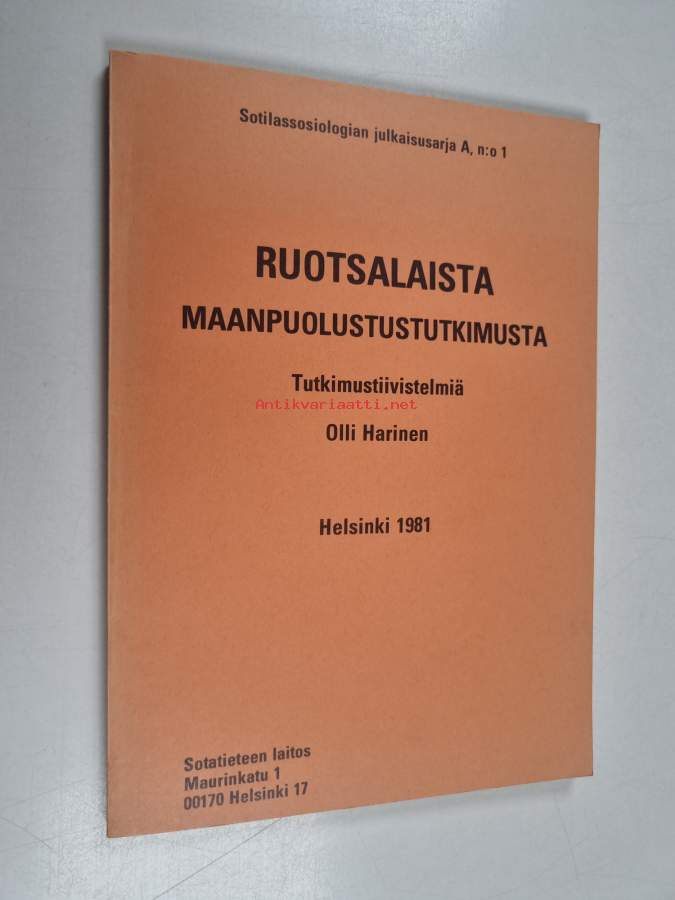 Sotilassosiologian julkaisusarja A, n:o 1
RUOTSALAISTA
MAANPUOLUSTUSTUTKIMUSTA
Tutkimustiivistelmiä
Antikvariaatti.net
Olli Harinen
Helsinki 1981
Sotatieteen laitos
Maurinkatu 1
00170 Helsinki 17